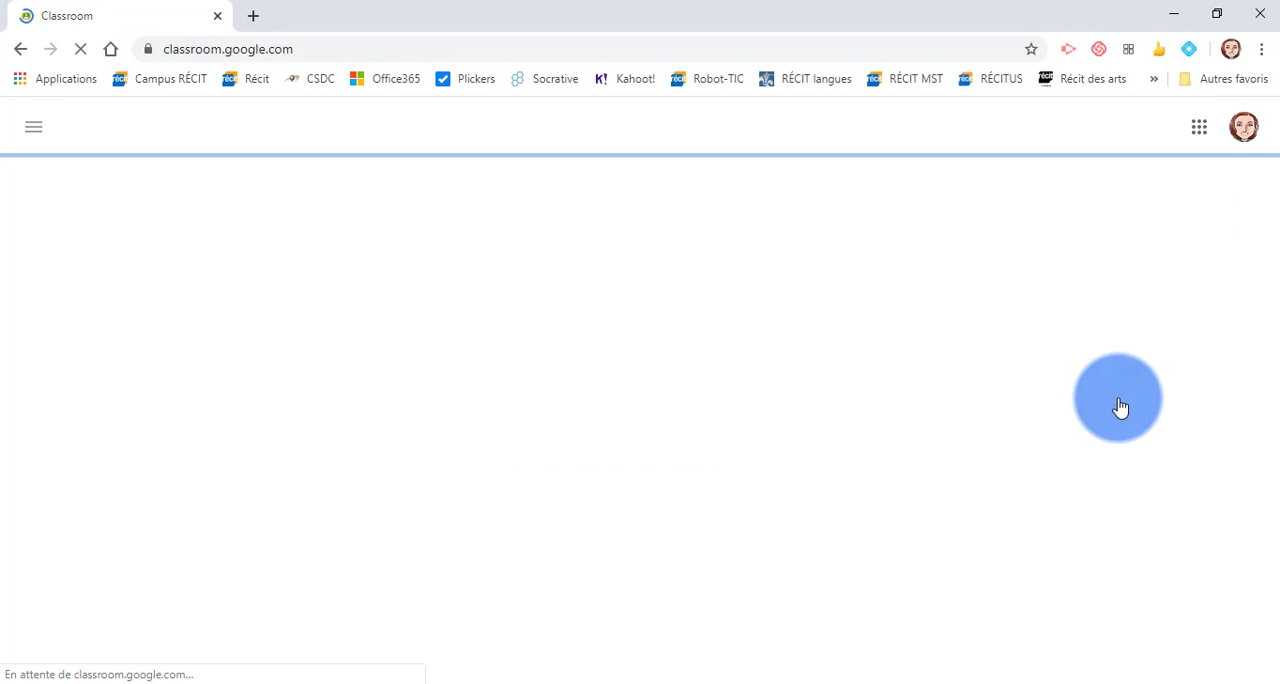 Classroom
classroom.google.com
Applications Campus RÉCIT Récit CSDC Office365 Plickers Socrative K! Kahoot! Robot-TIC RÉCIT langues RÉCIT MST RÉCITUS Récit des arts » Autres favoris
En attente de classroom.google.com...